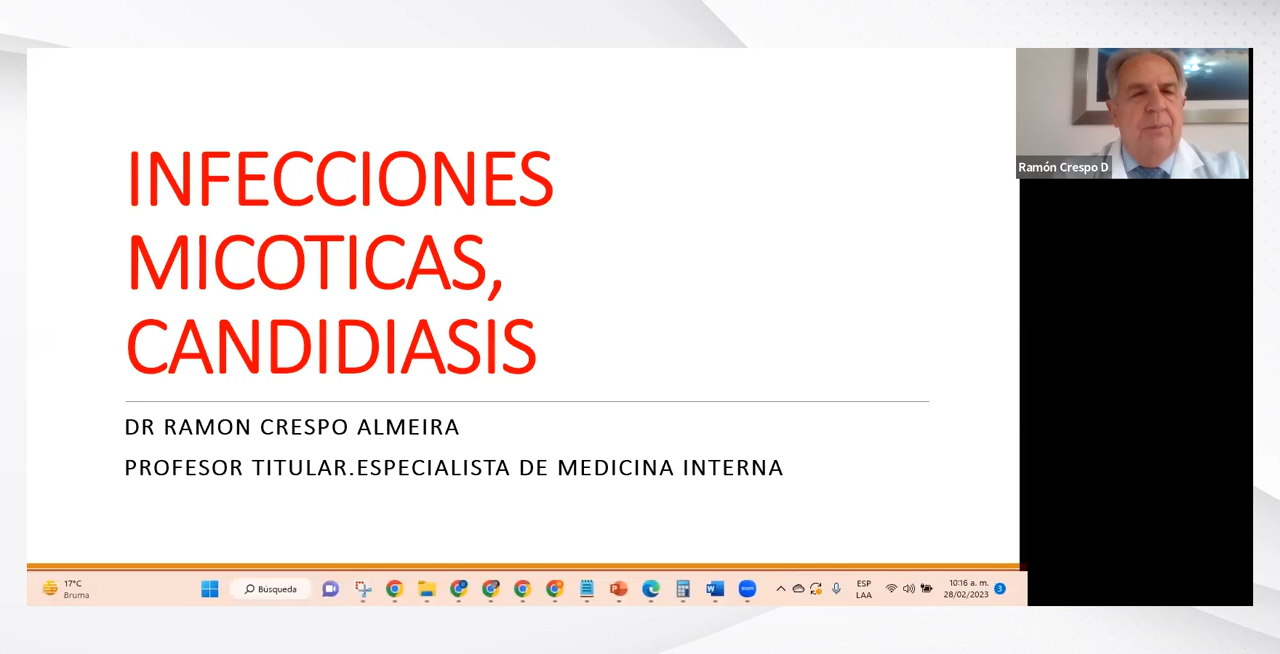 INFECCIONES
MICOTICAS,
CANDIDIASIS
DR RAMON CRESPO ALMEIRA
PROFESOR TITULAR.ESPECIALISTA DE MEDICINA INTERNA
Ramón Crespo D
17°C
Bruma
Búsqueda
ESP
LAA
10:16 a. m.
28/02/2023
3